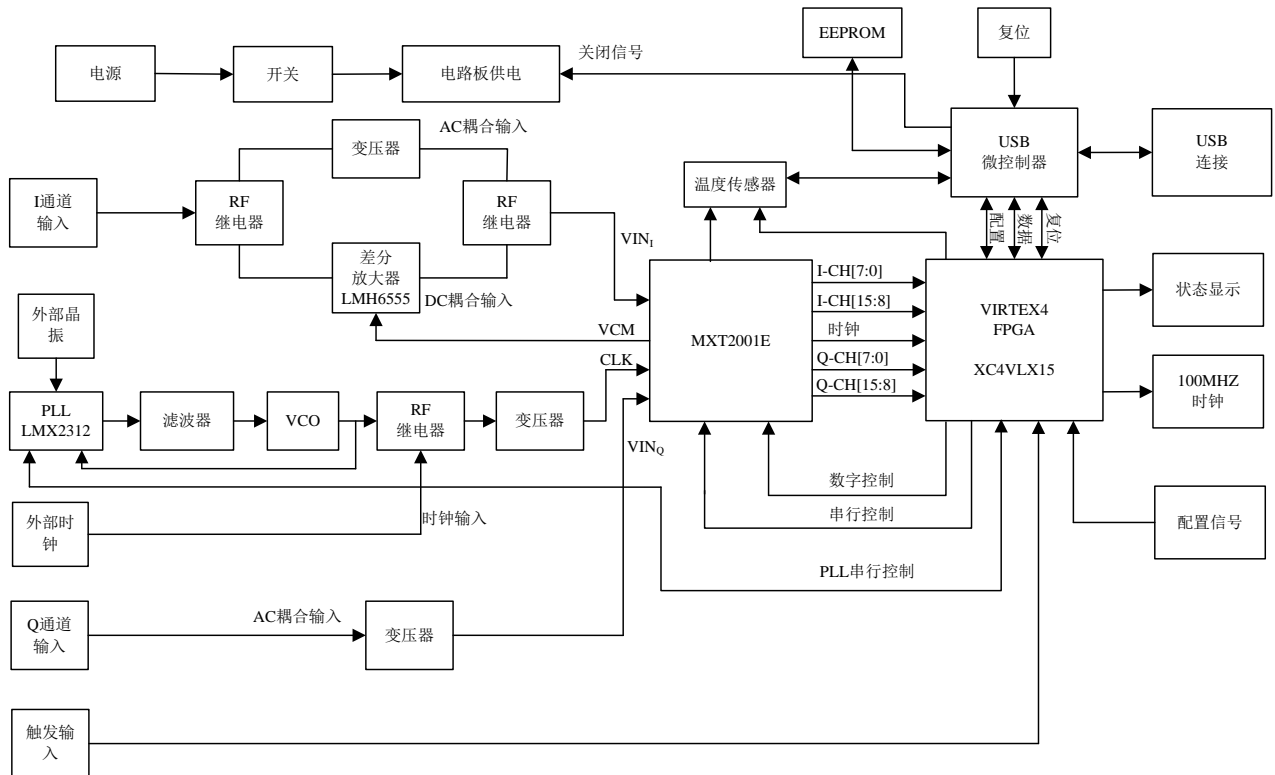 EEPROM
复位
关闭信号
电源
开关
电路板供电
USB
微控制器
USB
连接
AC耦合输入
变压器
温度传感器
I通道
输入
RF
继电器
RF
继电器
VIN_I
配置
数据
复位
差分
放大器
LMH6555
DC耦合输入
I-CH[7:0]
I-CH[15:8]
时钟
Q-CH[7:0]
Q-CH[15:8]
MXT2001E
VIRTEX4
FPGA
XC4VLX15
状态显示
100MHZ
时钟
外部晶
振
VCM
CLK
PLL
LMX2312
滤波器
VCO
RF
继电器
变压器
VIN_Q
数字控制
串行控制
配置信号
外部时
钟
时钟输入
PLL串行控制
Q通道
输入
AC耦合输入
变压器
触发输
入